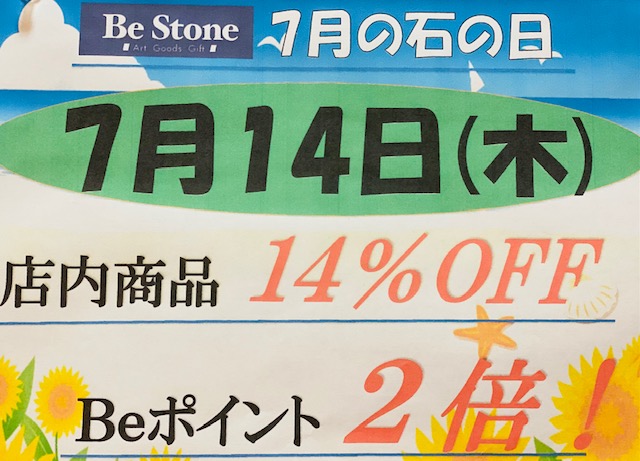 Be Stone
Art Goods Gift
7月の石の日
7月14日(木)
店内商品 14%OFF
Beポイント 2倍!